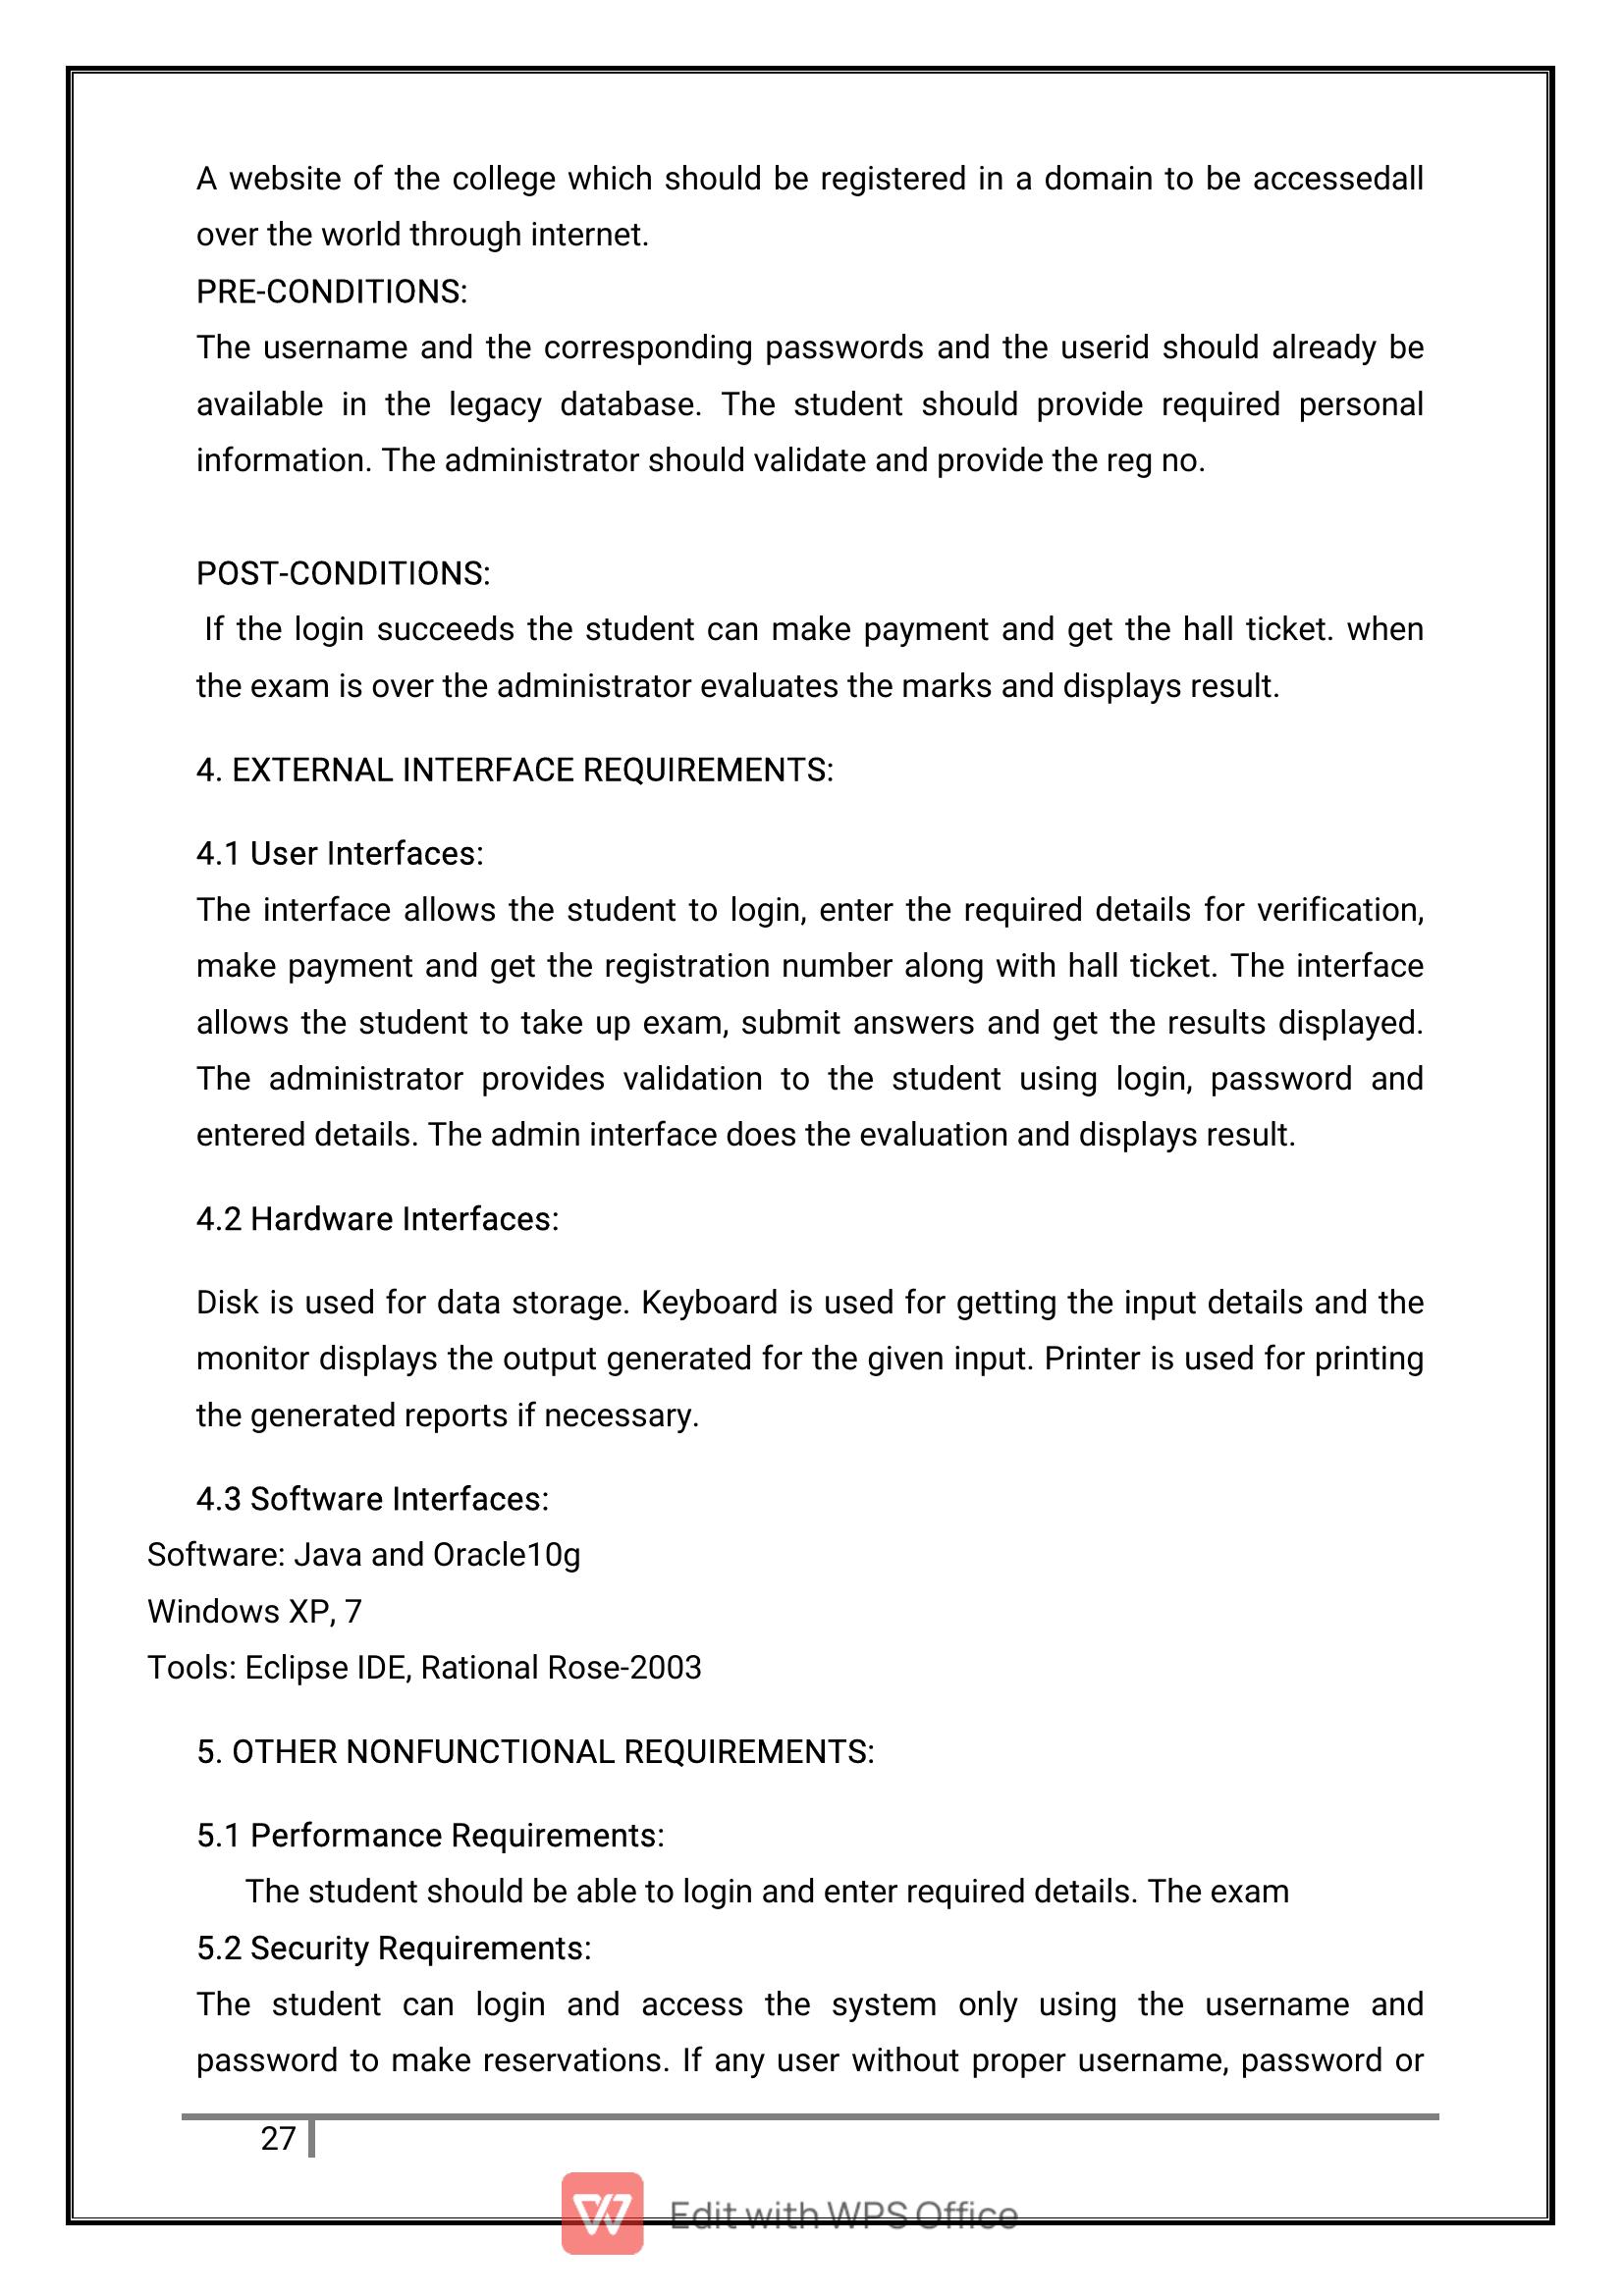 A website of the college which should be registered in a domain to be accessedall
over the world through internet.
PRE-CONDITIONS:
The username and the corresponding passwords and the userid should already be
available in the legacy database. The student should provide required personal
information. The administrator should validate and provide the reg no.
POST-CONDITIONS:
If the login succeeds the student can make payment and get the hall ticket. when
the exam is over the administrator evaluates the marks and displays result.
4. EXTERNAL INTERFACE REQUIREMENTS:
4.1 User Interfaces:
The interface allows the student to login, enter the required details for verification,
make payment and get the registration number along with hall ticket. The interface
allows the student to take up exam, submit answers and get the results displayed.
The administrator provides validation to the student using login, password and
entered details. The admin interface does the evaluation and displays result.
4.2 Hardware Interfaces:
Disk is used for data storage. Keyboard is used for getting the input details and the
monitor displays the output generated for the given input. Printer is used for printing
the generated reports if necessary.
4.3 Software Interfaces:
Software: Java and Oracle10g
Windows XP, 7
Tools: Eclipse IDE, Rational Rose-2003
5. OTHER NONFUNCTIONAL REQUIREMENTS:
5.1 Performance Requirements:
The student should be able to login and enter required details. The exam
5.2 Security Requirements:
The student can login and access the system only using the username and
password to make reservations. If any user without proper username, password or
27
Edit with WPS Office